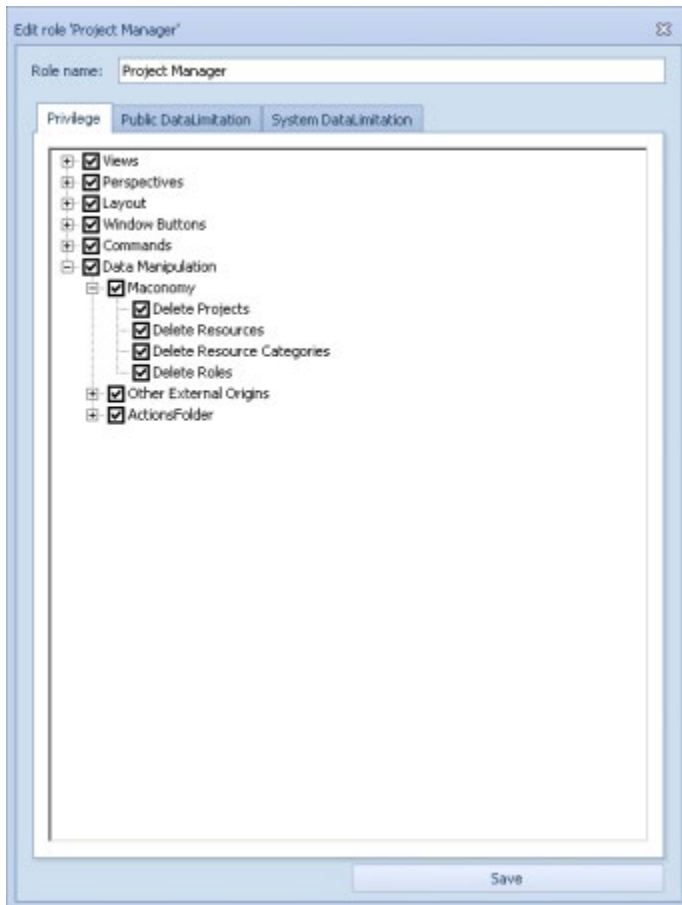 Edit role 'Project Manager'
Role name: Project Manager
Privilege Public DataLimitation System DataLimitation
Views
Perspectives
Layout
Window Buttons
Commands
Data Manipulation
Maconomy
Delete Projects
Delete Resources
Delete Resource Categories
Delete Roles
Other External Origins
ActionsFolder
Save